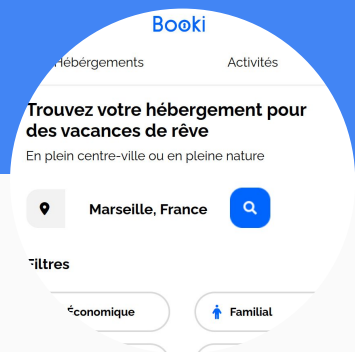 Booki
Hébergements Activités
Trouvez votre hébergement pour
des vacances de rêve
En plein centre-ville ou en pleine nature
Marseille, France
Filtres
Économique Familial